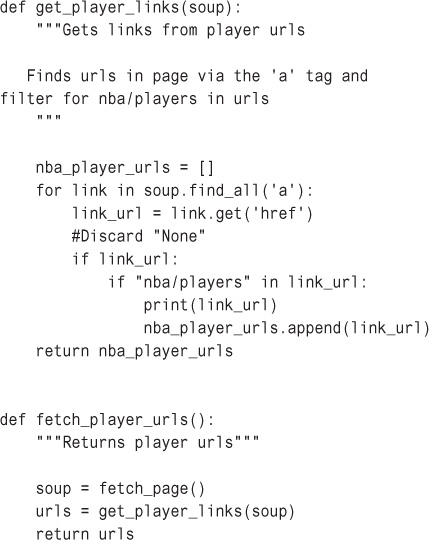 def get_player_links(soup):
    """Gets links from player urls

   Finds urls in page via the 'a' tag and
filter for nba/players in urls
    """

    nba_player_urls = []
    for link in soup.find_all('a'):
        link_url = link.get('href')
        #Discard "None"
        if link_url:
            if "nba/players" in link_url:
                print(link_url)
                nba_player_urls.append(link_url)
    return nba_player_urls


def fetch_player_urls():
    """Returns player urls"""

    soup = fetch_page()
    urls = get_player_links(soup)
    return urls